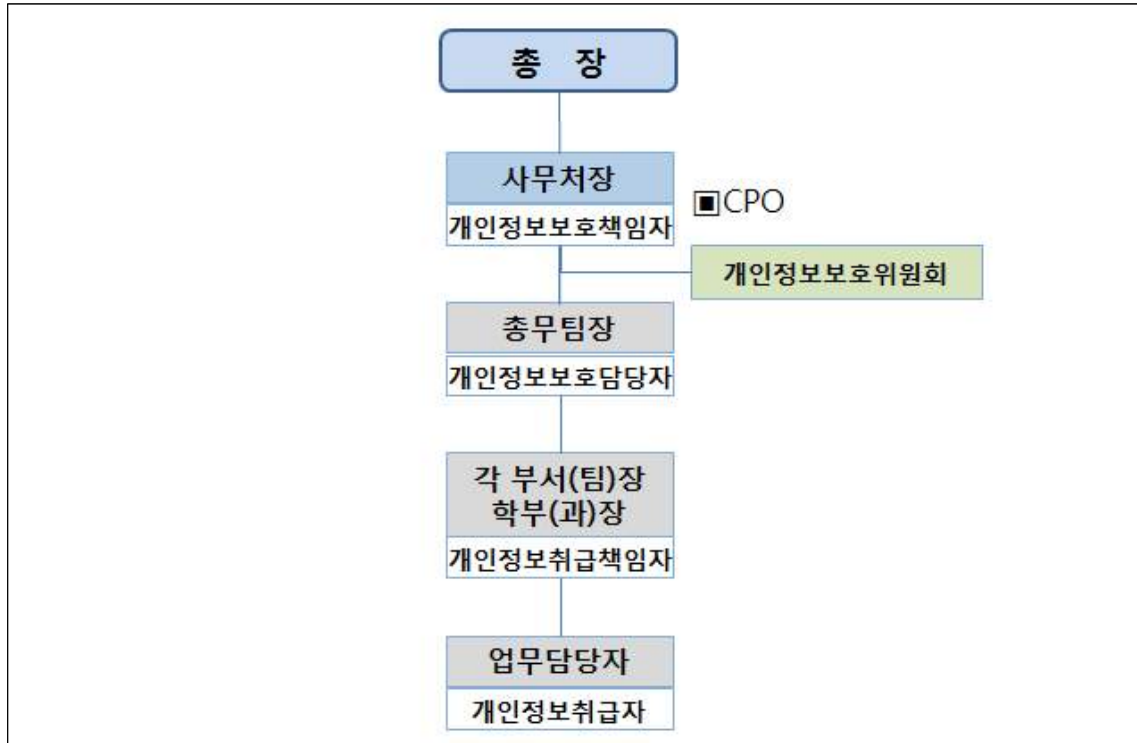 총 장
사무처장
개인정보보호책임자
▣CPO
개인정보보호위원회
총무팀장
개인정보보호담당자
각 부서(팀)장
학부(과)장
개인정보취급책임자
업무담당자
개인정보취급자